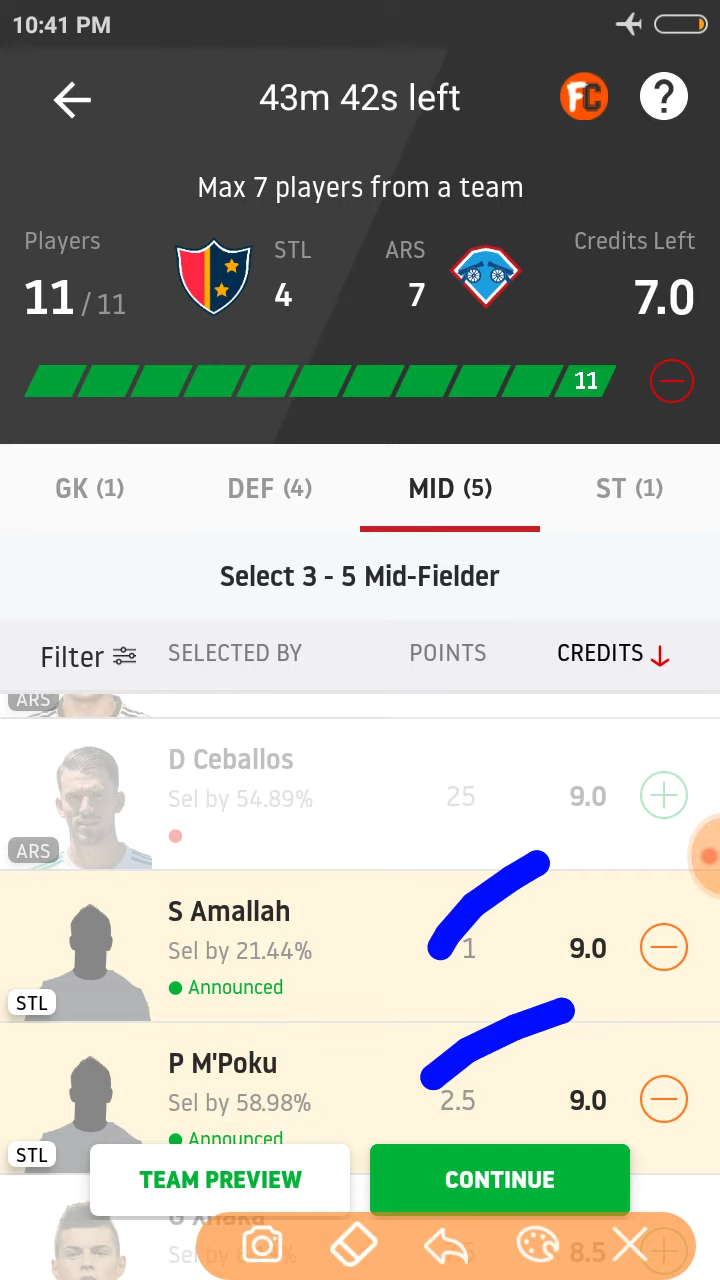 10:41 PM
43m 42s left
FC
?
Max 7 players from a team
Players
STL
ARS
Credits Left
11 / 11
4
7
7.0
11
GK (1)
DEF (4)
MID (5)
ST (1)
Select 3 - 5 Mid-Fielder
Filter
SELECTED BY
POINTS
CREDITS
ARS
D Ceballos
Sel by 54.89%
25
9.0
ARS
S Amallah
Sel by 21.44%
1
9.0
Announced
STL
P M'Poku
Sel by 58.98%
2.5
9.0
Announced
STL
TEAM PREVIEW
CONTINUE
G Xhaka
Sel by
8.5